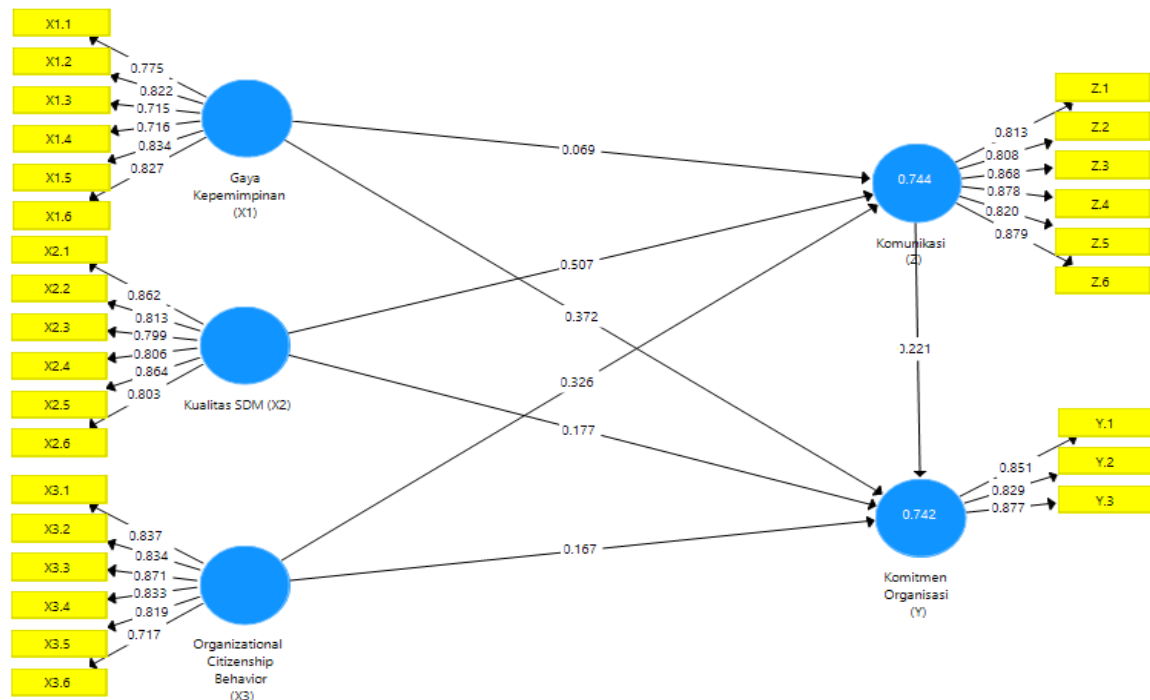 X1.1
X1.2
X1.3
X1.4
X1.5
X1.6
0.775
0.822
0.715
0.716
0.834
0.827
Gaya
Kepemimpinan
(X1)
X2.1
X2.2
X2.3
X2.4
X2.5
X2.6
0.862
0.813
0.799
0.806
0.864
0.803
Kualitas SDM (X2)
X3.1
X3.2
X3.3
X3.4
X3.5
X3.6
0.837
0.834
0.871
0.833
0.819
0.717
Organizational
Citizenship
Behavior
(X3)
0.069
0.507
0.372
0.326
0.177
0.167
0.744
Komunikasi
(Z)
0.813
0.808
0.868
0.878
0.820
0.879
Z.1
Z.2
Z.3
Z.4
Z.5
Z.6
0.221
0.742
Komitmen
Organisasi
(Y)
0.851
0.829
0.877
Y.1
Y.2
Y.3